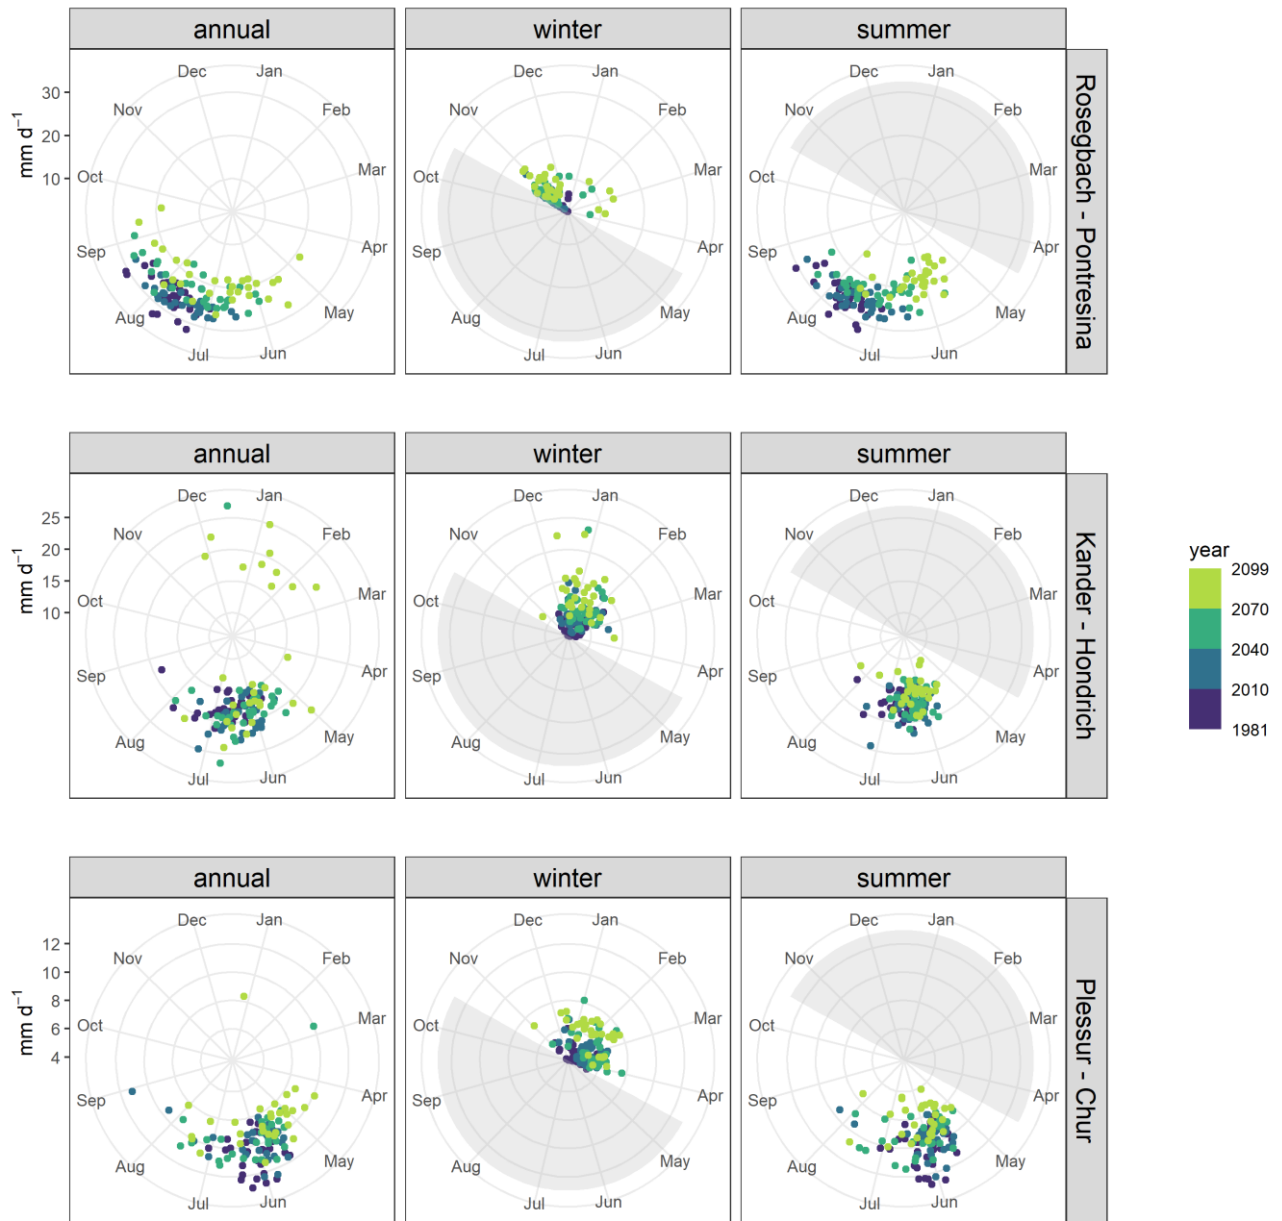 annual winter summer
Dec Jan Feb Mar Apr May Jun Jul Aug Sep Oct Nov
30
20
10
mm d⁻¹
Dec Jan Feb Mar Apr May Jun Jul Aug Sep Oct Nov
Dec Jan Feb Mar Apr May Jun Jul Aug Sep Oct Nov
Rosegbach - Pontresina
annual winter summer
Dec Jan Feb Mar Apr May Jun Jul Aug Sep Oct Nov
25
20
15
10
mm d⁻¹
Dec Jan Feb Mar Apr May Jun Jul Aug Sep Oct Nov
Dec Jan Feb Mar Apr May Jun Jul Aug Sep Oct Nov
Kander - Hondrich
year
2099
2070
2040
2010
1981
annual winter summer
Dec Jan Feb Mar Apr May Jun Jul Aug Sep Oct Nov
12
10
8
6
4
mm d⁻¹
Dec Jan Feb Mar Apr May Jun Jul Aug Sep Oct Nov
Dec Jan Feb Mar Apr May Jun Jul Aug Sep Oct Nov
Plessur - Chur